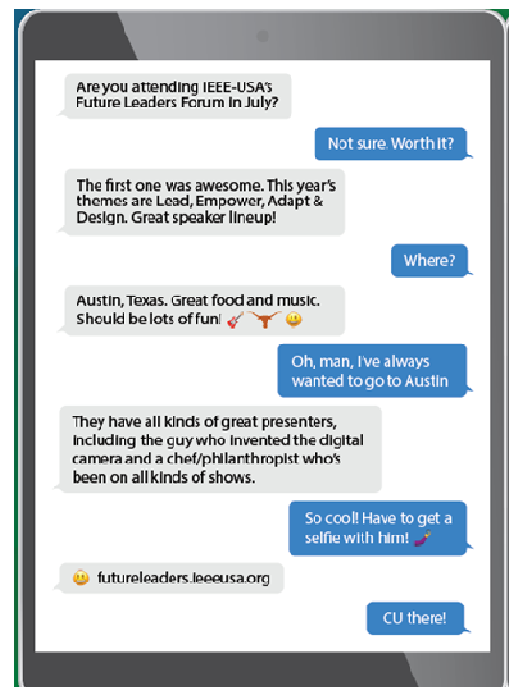 Are you attending IEEE-USA's
Future Leaders Forum in July?
Not sure. Worth it?
The first one was awesome. This year's
themes are Lead, Empower, Adapt &
Design. Great speaker lineup!
Where?
Austin, Texas. Great food and music.
Should be lots of fun!
Oh, man, I've always
wanted to go to Austin
They have all kinds of great presenters,
including the guy who invented the digital
camera and a chef/philanthropist who's
been on all kinds of shows.
So cool! Have to get a
selfie with him!
futureleaders.ieeeusa.org
CU there!